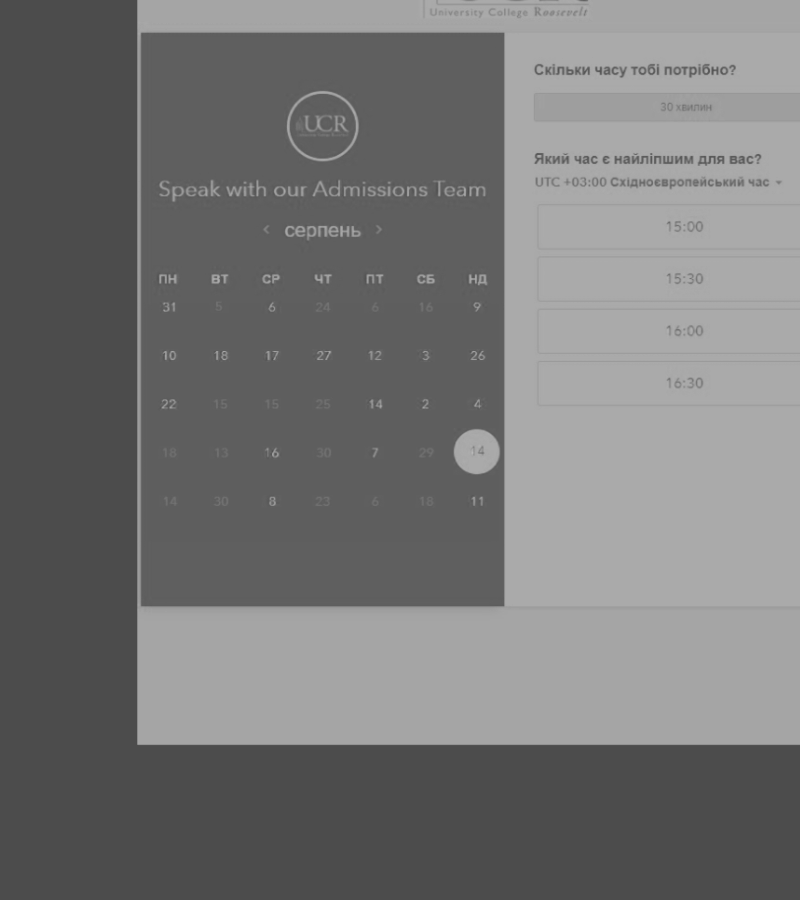 University College Roosevelt
UCR
Speak with our Admissions Team
‹ серпень ›
ПН ВТ СР ЧТ ПТ СБ НД
31 5 6 24 6 16 9
10 18 17 27 12 3 26
22 15 15 25 14 2 4
18 13 16 30 7 29 14
14 30 8 23 6 18 11
Скільки часу тобі потрібно?
30 хвилин
Який час є найліпшим для вас?
UTC +03:00 Східноєвропейський час
15:00
15:30
16:00
16:30